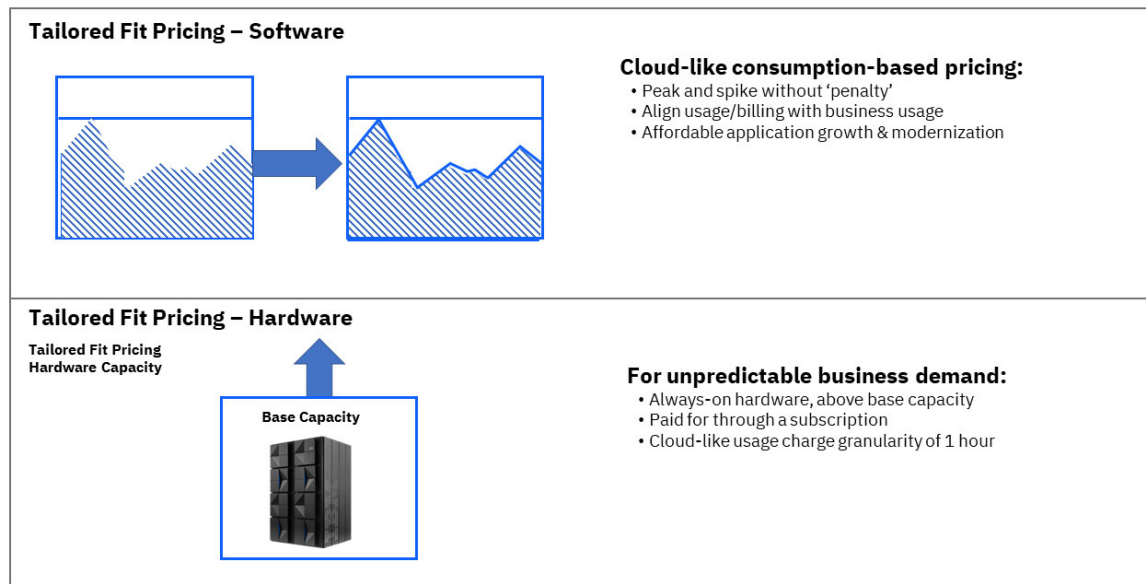 Tailored Fit Pricing – Software
Cloud-like consumption-based pricing:
• Peak and spike without ‘penalty’
• Align usage/billing with business usage
• Affordable application growth & modernization
Tailored Fit Pricing – Hardware
Tailored Fit Pricing
Hardware Capacity
Base Capacity
For unpredictable business demand:
• Always-on hardware, above base capacity
• Paid for through a subscription
• Cloud-like usage charge granularity of 1 hour